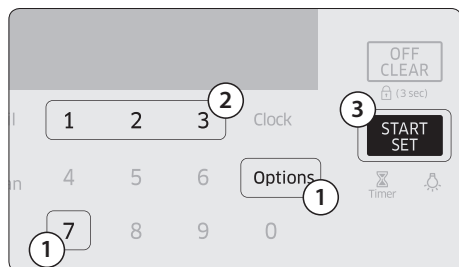 OFF
CLEAR
(3 sec)
2
3
1 2 3 Clock
START
SET
4 5 6 Options
1
Timer
7 8 9 0
1